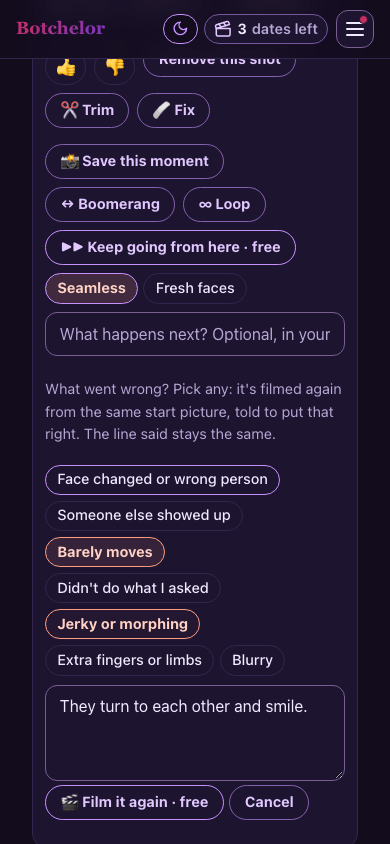 Botchelor
3 dates left
👍 👎 Remove this shot
✂️ Trim 🩹 Fix
📸 Save this moment
↔ Boomerang ∞ Loop
▶▶ Keep going from here · free
Seamless Fresh faces
What happens next? Optional, in your
What went wrong? Pick any: it's filmed again
from the same start picture, told to put that
right. The line said stays the same.
Face changed or wrong person
Someone else showed up
Barely moves
Didn't do what I asked
Jerky or morphing
Extra fingers or limbs Blurry
They turn to each other and smile.
🎬 Film it again · free Cancel